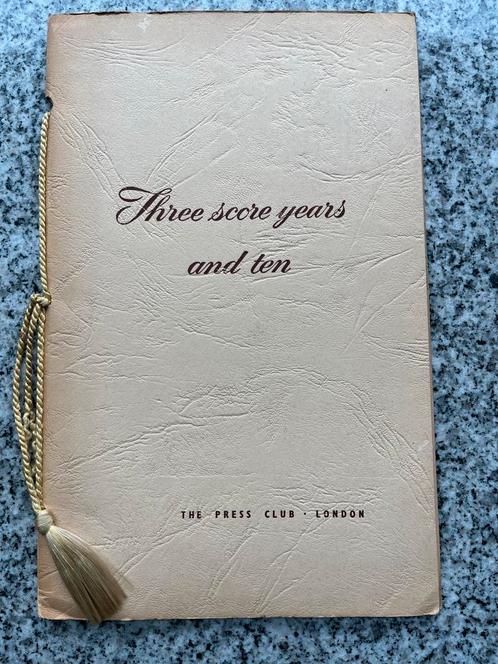 Three score years
and ten
THE PRESS CLUB · LONDON